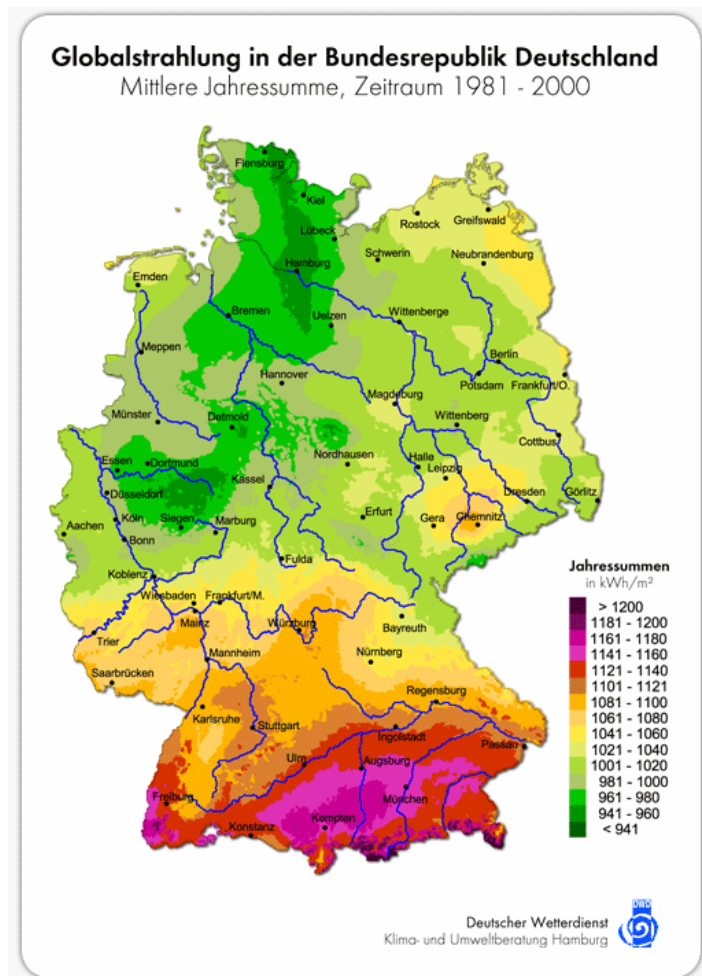 Globalstrahlung in der Bundesrepublik Deutschland
Mittlere Jahressumme, Zeitraum 1981 - 2000
Flensburg
Kiel
Rostock
Greifswald
Lübeck
Schwerin
Neubrandenburg
Hamburg
Emden
Bremen
Uelzen
Wittenberge
Meppen
Berlin
Hannover
Potsdam
Frankfurt/O.
Magdeburg
Münster
Detmold
Wittenberg
Cottbus
Essen
Dortmund
Nordhausen
Halle
Leipzig
Kassel
Düsseldorf
Dresden
Görlitz
Köln
Siegen
Marburg
Erfurt
Gera
Chemnitz
Aachen
Bonn
Fulda
Koblenz
Wiesbaden
Frankfurt/M.
Mainz
Würzburg
Bayreuth
Trier
Mannheim
Nürnberg
Saarbrücken
Regensburg
Karlsruhe
Stuttgart
Ingolstadt
Passau
Ulm
Augsburg
Freiburg
München
Konstanz
Kempten
Jahressummen
in kWh/m²
> 1200
1181 - 1200
1161 - 1180
1141 - 1160
1121 - 1140
1101 - 1121
1081 - 1100
1061 - 1080
1041 - 1060
1021 - 1040
1001 - 1020
981 - 1000
961 - 980
941 - 960
< 941
DWD
Deutscher Wetterdienst
Klima- und Umweltberatung Hamburg